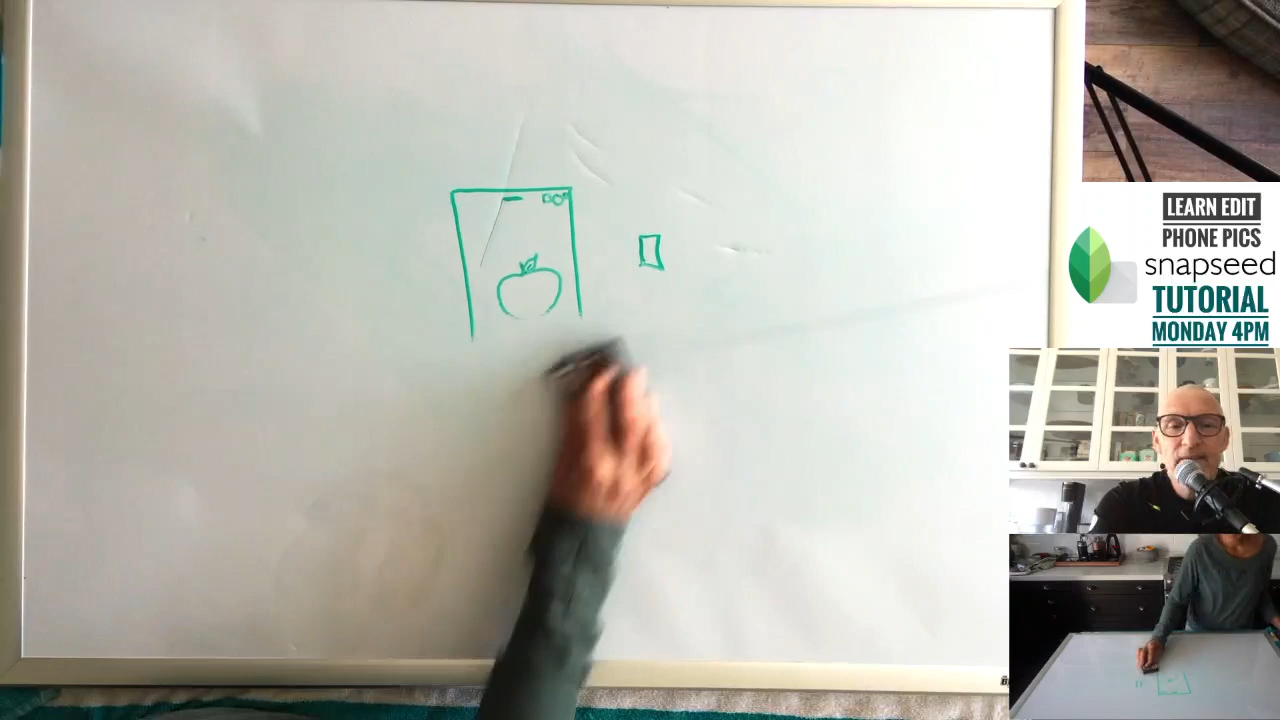 LEARN EDIT
PHONE PICS
snapseed
TUTORIAL
MONDAY 4PM